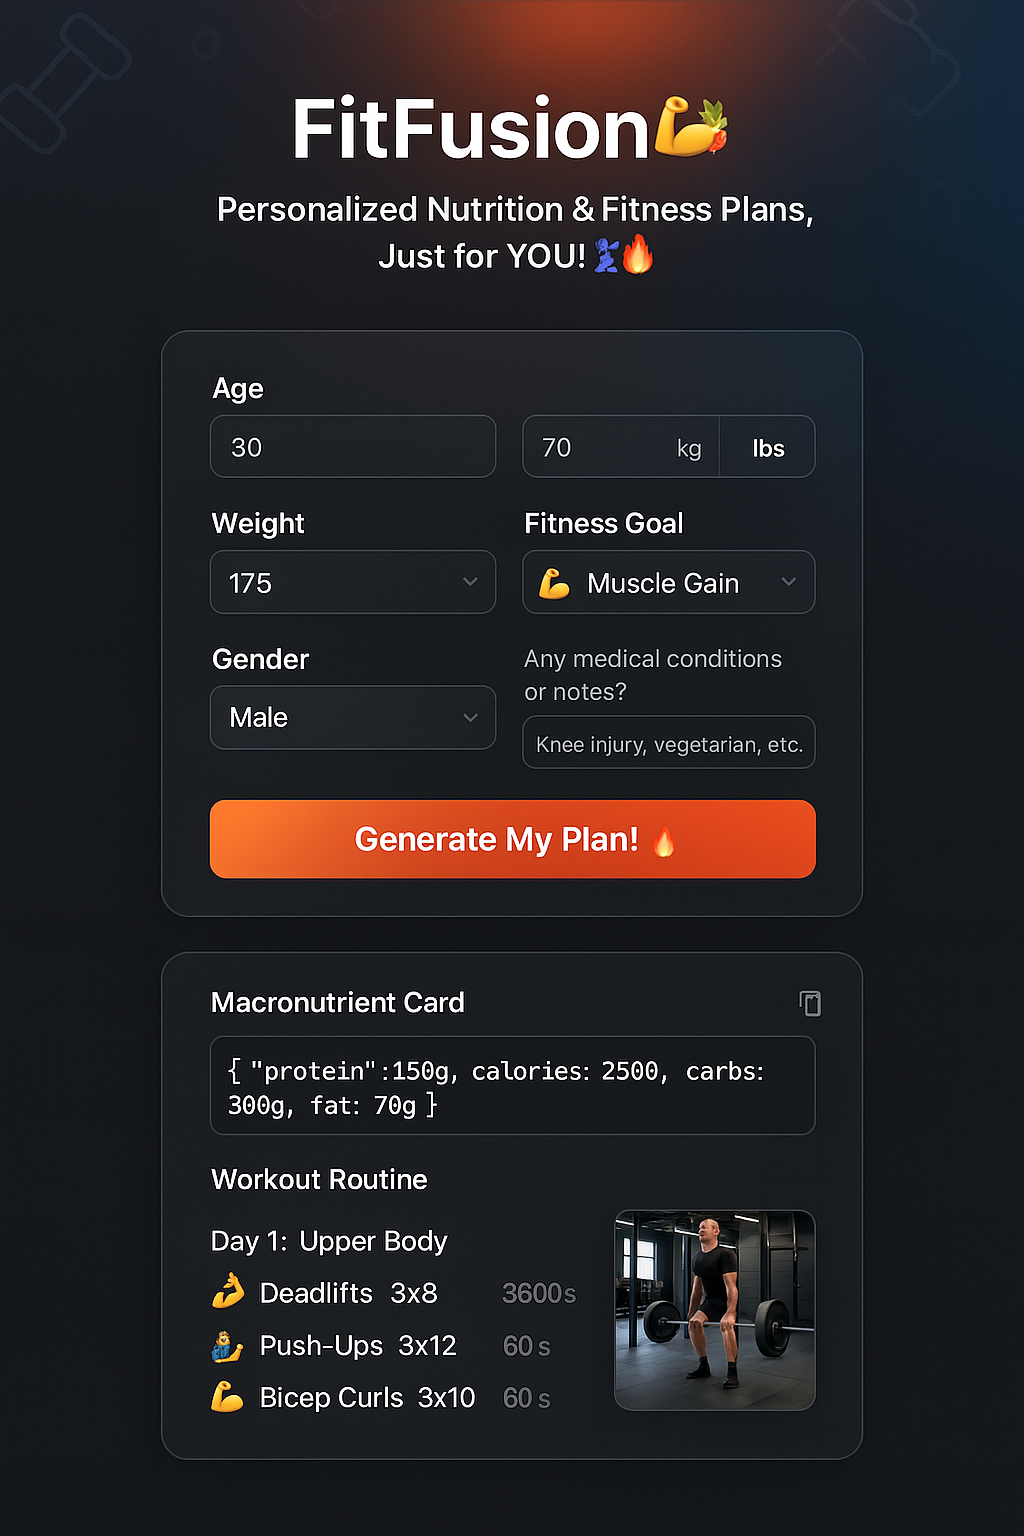 FitFusion
Personalized Nutrition & Fitness Plans,
Just for YOU!
Age
30
70 kg lbs
Weight
Fitness Goal
175
Muscle Gain
Gender
Any medical conditions
or notes?
Male
Knee injury, vegetarian, etc.
Generate My Plan!
Macronutrient Card
{ "protein":150g, calories: 2500, carbs:
300g, fat: 70g }
Workout Routine
Day 1: Upper Body
Deadlifts 3x8 3600s
Push-Ups 3x12 60 s
Bicep Curls 3x10 60 s